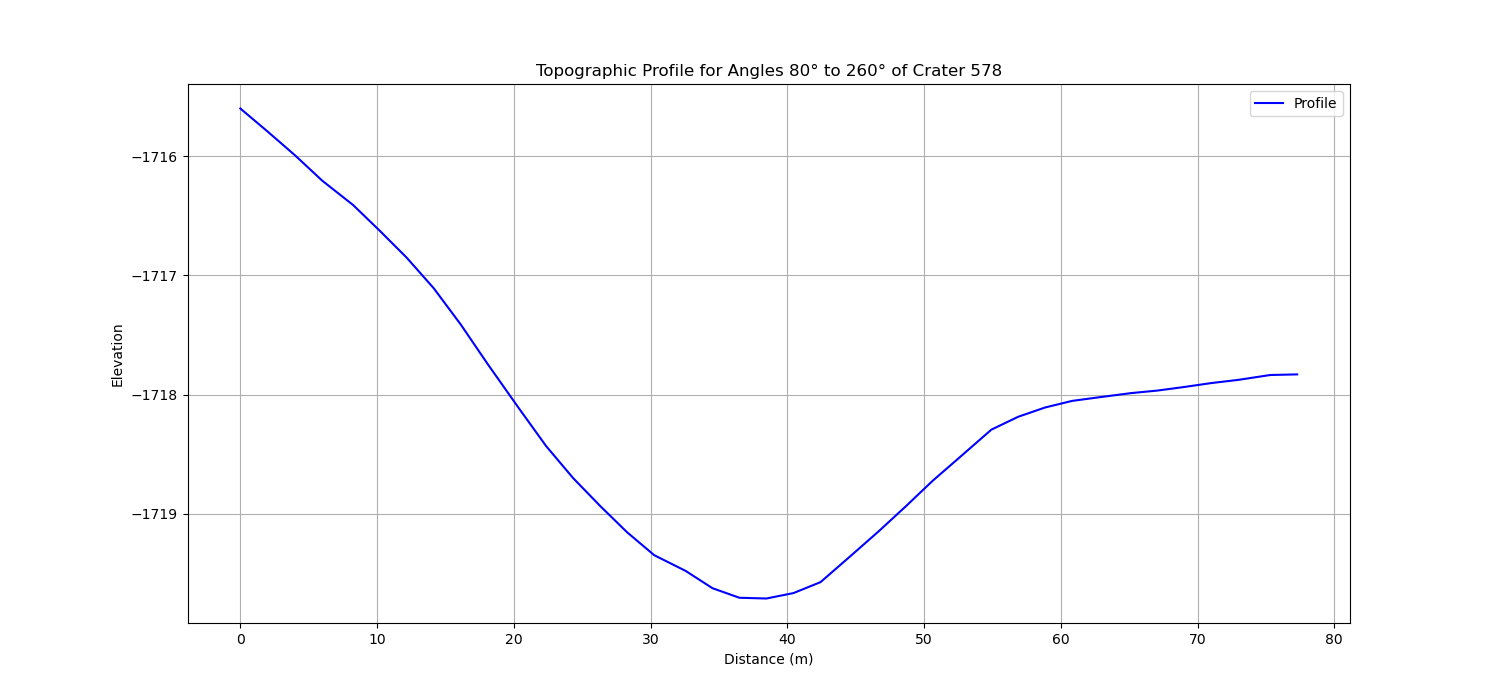 Topographic Profile for Angles 80° to 260° of Crater 578
Profile
−1716
−1717
−1718
−1719
Elevation
0 10 20 30 40 50 60 70 80
Distance (m)